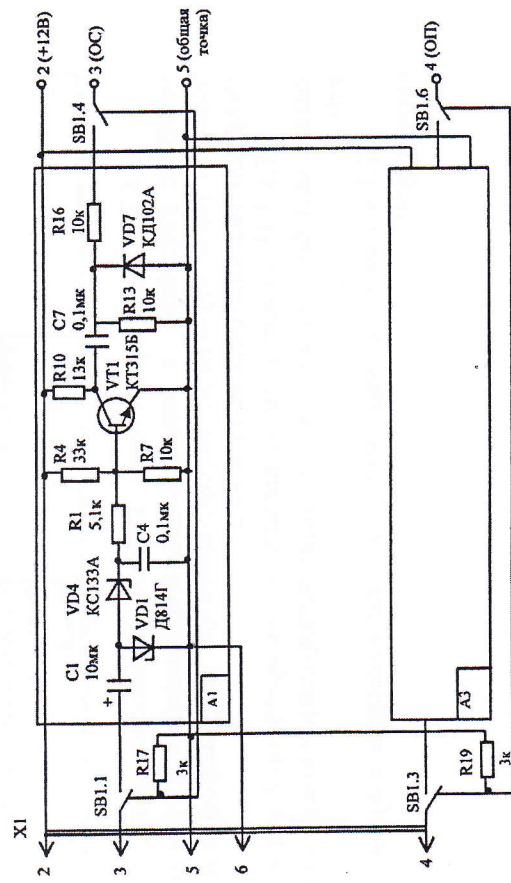 X1
2
3
5
6
4
SB1.1
R17
3к
SB1.3
R19
3к
A1
A3
C1
10мк
+
VD4
КС133А
VD1
Д814Г
R1
5,1к
C4
0,1мк
R4
33к
R7
10к
R10
13к
VT1
КТ315Б
C7
0,1мк
R13
10к
VD7
КД102А
R16
10к
SB1.4
SB1.6
2 (+12В)
3 (ОС)
5 (общая
точка)
4 (ОП)